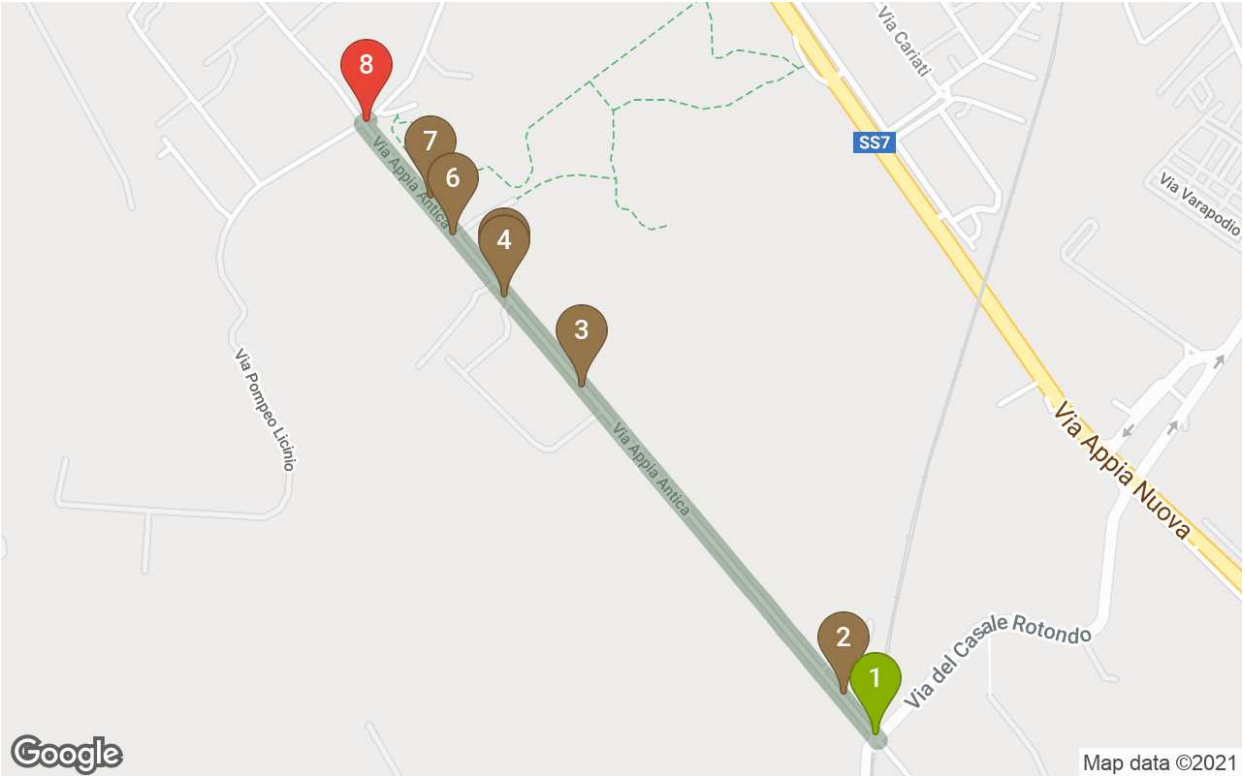 Via Cariati
8
SS7
7
Via Appia Antica
6
Via Varapodio
4
3
Via Pompeo Licinio
Via Appia Nuova
Via Appia Antica
2
Via del Casale Rotondo
1
Google
Map data ©2021